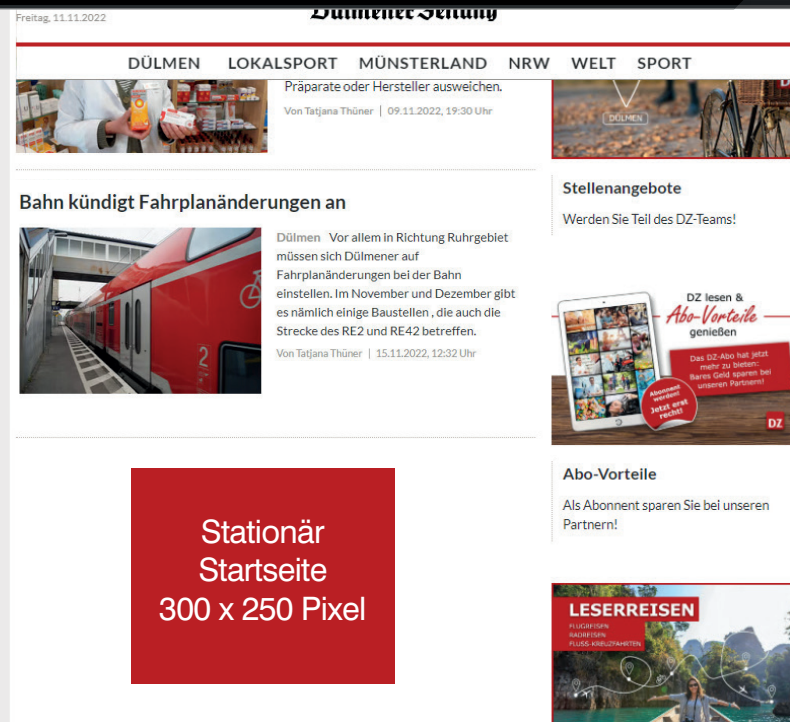 Freitag, 11.11.2022
Dülmener Zeitung
DÜLMEN LOKALSPORT MÜNSTERLAND NRW WELT SPORT
Präparate oder Hersteller ausweichen.
Von Tatjana Thüner | 09.11.2022, 19:30 Uhr
DÜLMEN
Bahn kündigt Fahrplanänderungen an
Dülmen Vor allem in Richtung Ruhrgebiet
müssen sich Dülmener auf
Fahrplanänderungen bei der Bahn
einstellen. Im November und Dezember gibt
es nämlich einige Baustellen , die auch die
Strecke des RE2 und RE42 betreffen.
Von Tatjana Thüner | 15.11.2022, 12:32 Uhr
2
Stationär
Startseite
300 x 250 Pixel
Stellenangebote
Werden Sie Teil des DZ-Teams!
DZ lesen &
Abo-Vorteile
genießen
Das DZ-Abo hat jetzt
mehr zu bieten:
Bares Geld sparen bei
unseren Partnern!
Abonnent
werden!
Jetzt erst
recht!
DZ
Abo-Vorteile
Als Abonnent sparen Sie bei unseren
Partnern!
LESERREISEN
FLUGREISEN
RADREISEN
FLUSS-KREUZFAHRTEN